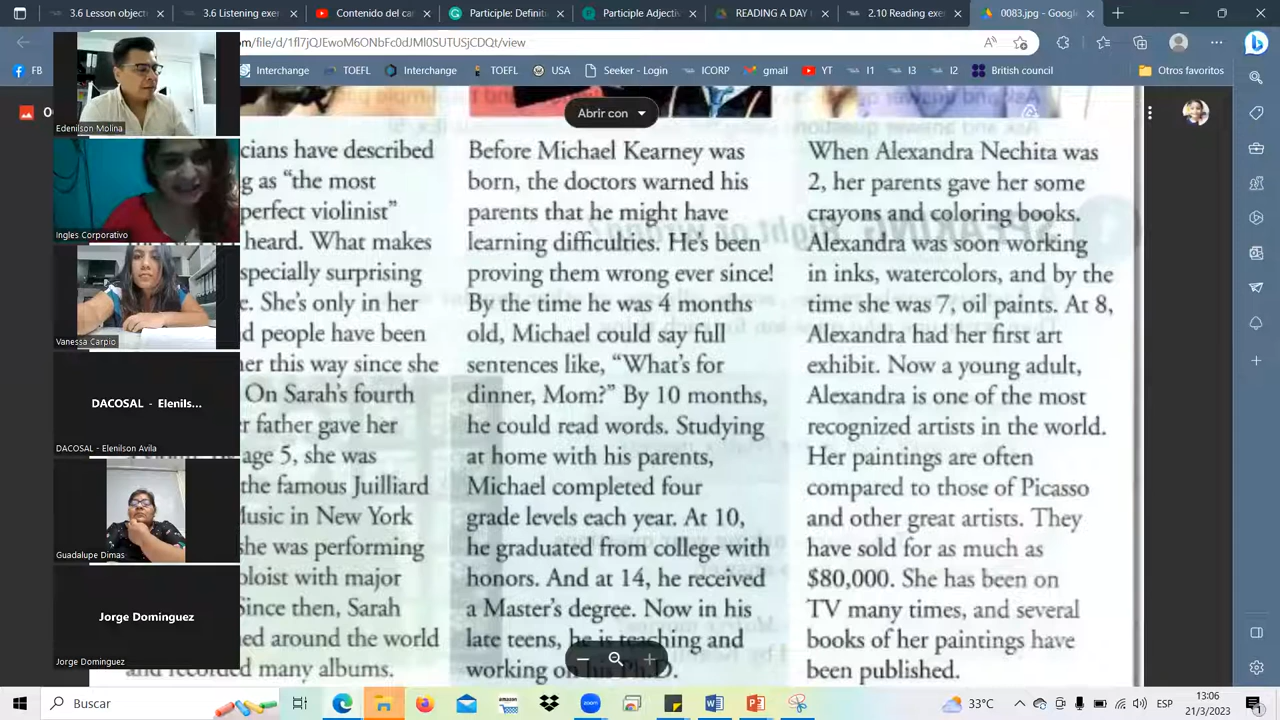 3.6 Lesson
3.6 Inferenc
Contenido del car
Participle: Definiti
Participle Adjectiv
READING A DAY
2.10 Reading exer
0083.jpg - Goog
om/file/d/1fl7jQJEwoM6ONbFc0dJMl0SUTUSjCDQt/view
FB
Interchange
TOEFL
Interchange
TOEFL
USA
Seeker - Login
ICORP
gmail
YT
I1
I3
I2
British council
Otros favoritos
Abrir con
Edenilson Molina
Ingles Corporativo
Vanessa Carpio
DACOSAL - Elenils...
DACOSAL - Elenilson Avila
Guadalupe Dimas
Jorge Dominguez
Jorge Dominguez
cians have described
g as “the most
perfect violinist”
heard. What makes
specially surprising
e. She’s only in her
d people have been
er this way since she
On Sarah’s fourth
r father gave her
age 5, she was
the famous Juilliard
Music in New York
she was performing
oloist with major
Since then, Sarah
ed around the world
and recorded many albums.
Before Michael Kearney was
born, the doctors warned his
parents that he might have
learning difficulties. He’s been
proving them wrong ever since!
By the time he was 4 months
old, Michael could say full
sentences like, “What’s for
dinner, Mom?” By 10 months,
he could read words. Studying
at home with his parents,
Michael completed four
grade levels each year. At 10,
he graduated from college with
honors. And at 14, he received
a Master’s degree. Now in his
late teens, he is teaching and
working on his Ph.D.
When Alexandra Nechita was
2, her parents gave her some
crayons and coloring books.
Alexandra was soon working
in inks, watercolors, and by the
time she was 7, oil paints. At 8,
Alexandra had her first art
exhibit. Now a young adult,
Alexandra is one of the most
recognized artists in the world.
Her paintings are often
compared to those of Picasso
and other great artists. They
have sold for as much as
$80,000. She has been on
TV many times, and several
books of her paintings have
been published.
Buscar
33°C
ESP
13:06
21/3/2023